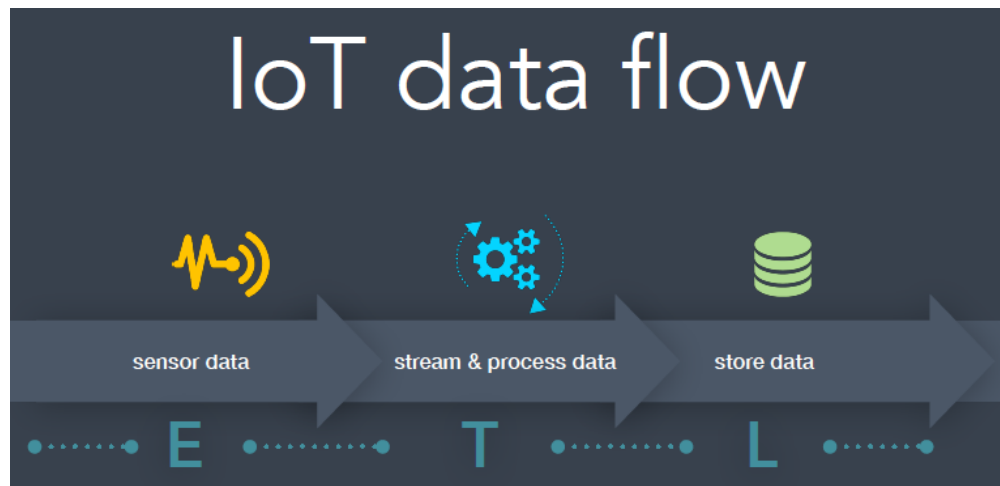 IoT data flow
sensor data
stream & process data
store data
E
T
L